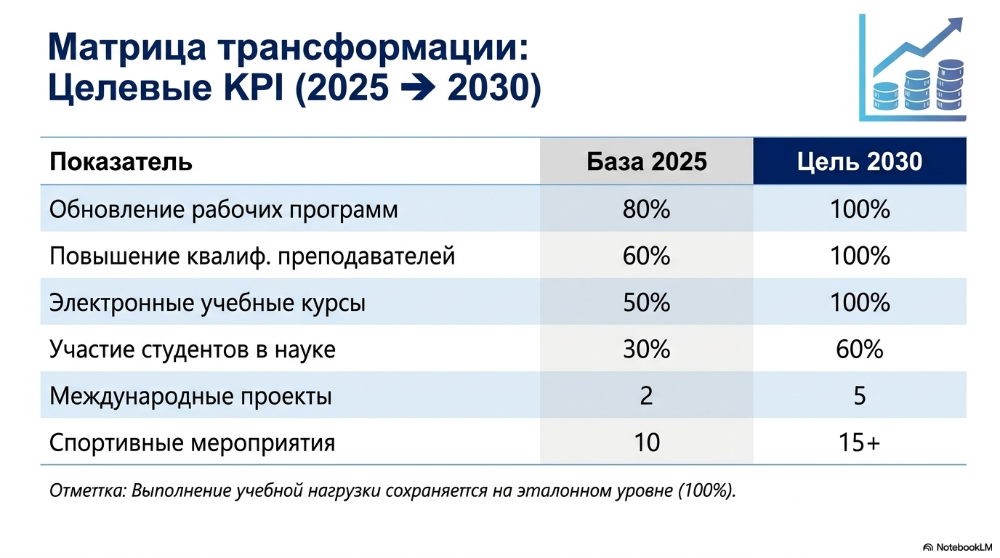 Матрица трансформации:
Целевые KPI (2025 → 2030)
Показатель База 2025 Цель 2030
Обновление рабочих программ 80% 100%
Повышение квалиф. преподавателей 60% 100%
Электронные учебные курсы 50% 100%
Участие студентов в науке 30% 60%
Международные проекты 2 5
Спортивные мероприятия 10 15+
Отметтка: Выполнение учебной нагрузки сохраняется на эталонном уровне (100%).
NotebookLM